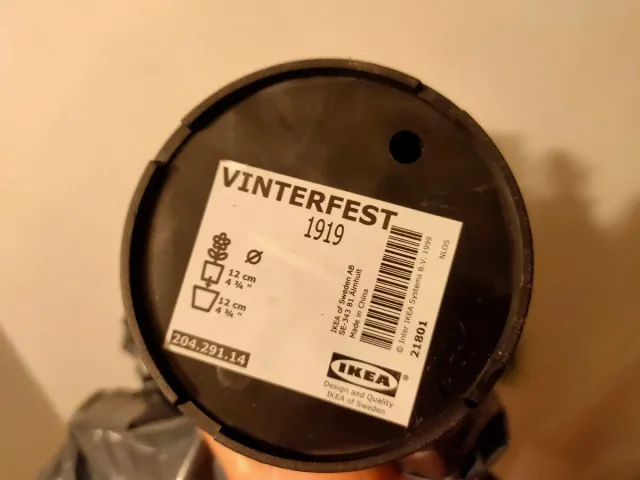 VINTERFEST
1919
Ø
12 cm
4 ¾ "
12 cm
4 ¾ "
204.291.14
IKEA of Sweden AB
SE-343 81 Älmhult
Made in China
21801
© Inter IKEA Systems B.V. 1999
NLOS
IKEA®
Design and Quality
IKEA of Sweden